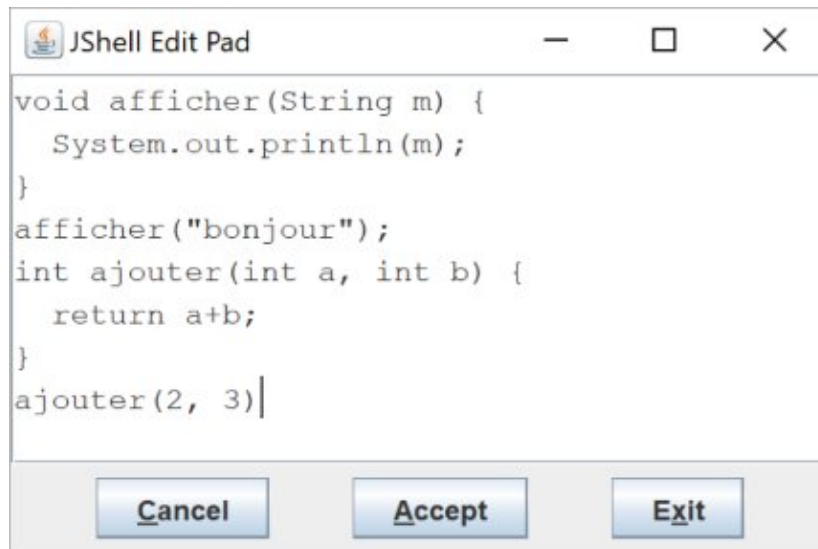 JShell Edit Pad
void afficher(String m) {
  System.out.println(m);
}
afficher("bonjour");
int ajouter(int a, int b) {
  return a+b;
}
ajouter(2, 3)
Cancel Accept Exit